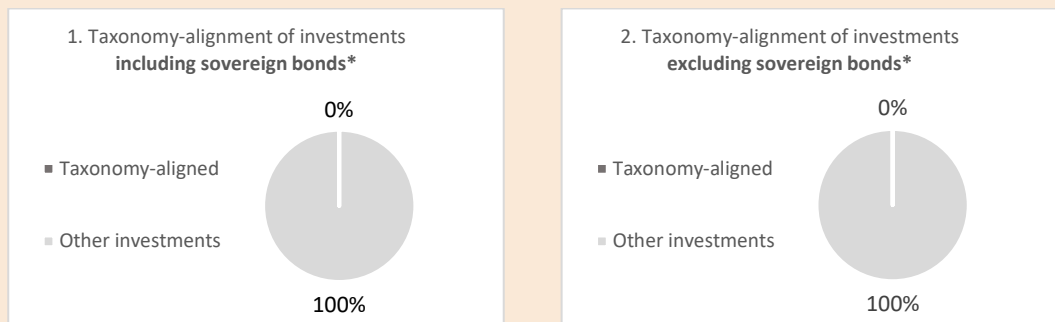 1. Taxonomy-alignment of investments
including sovereign bonds*
0%
Taxonomy-aligned
Other investments
100%
2. Taxonomy-alignment of investments
excluding sovereign bonds*
0%
Taxonomy-aligned
Other investments
100%